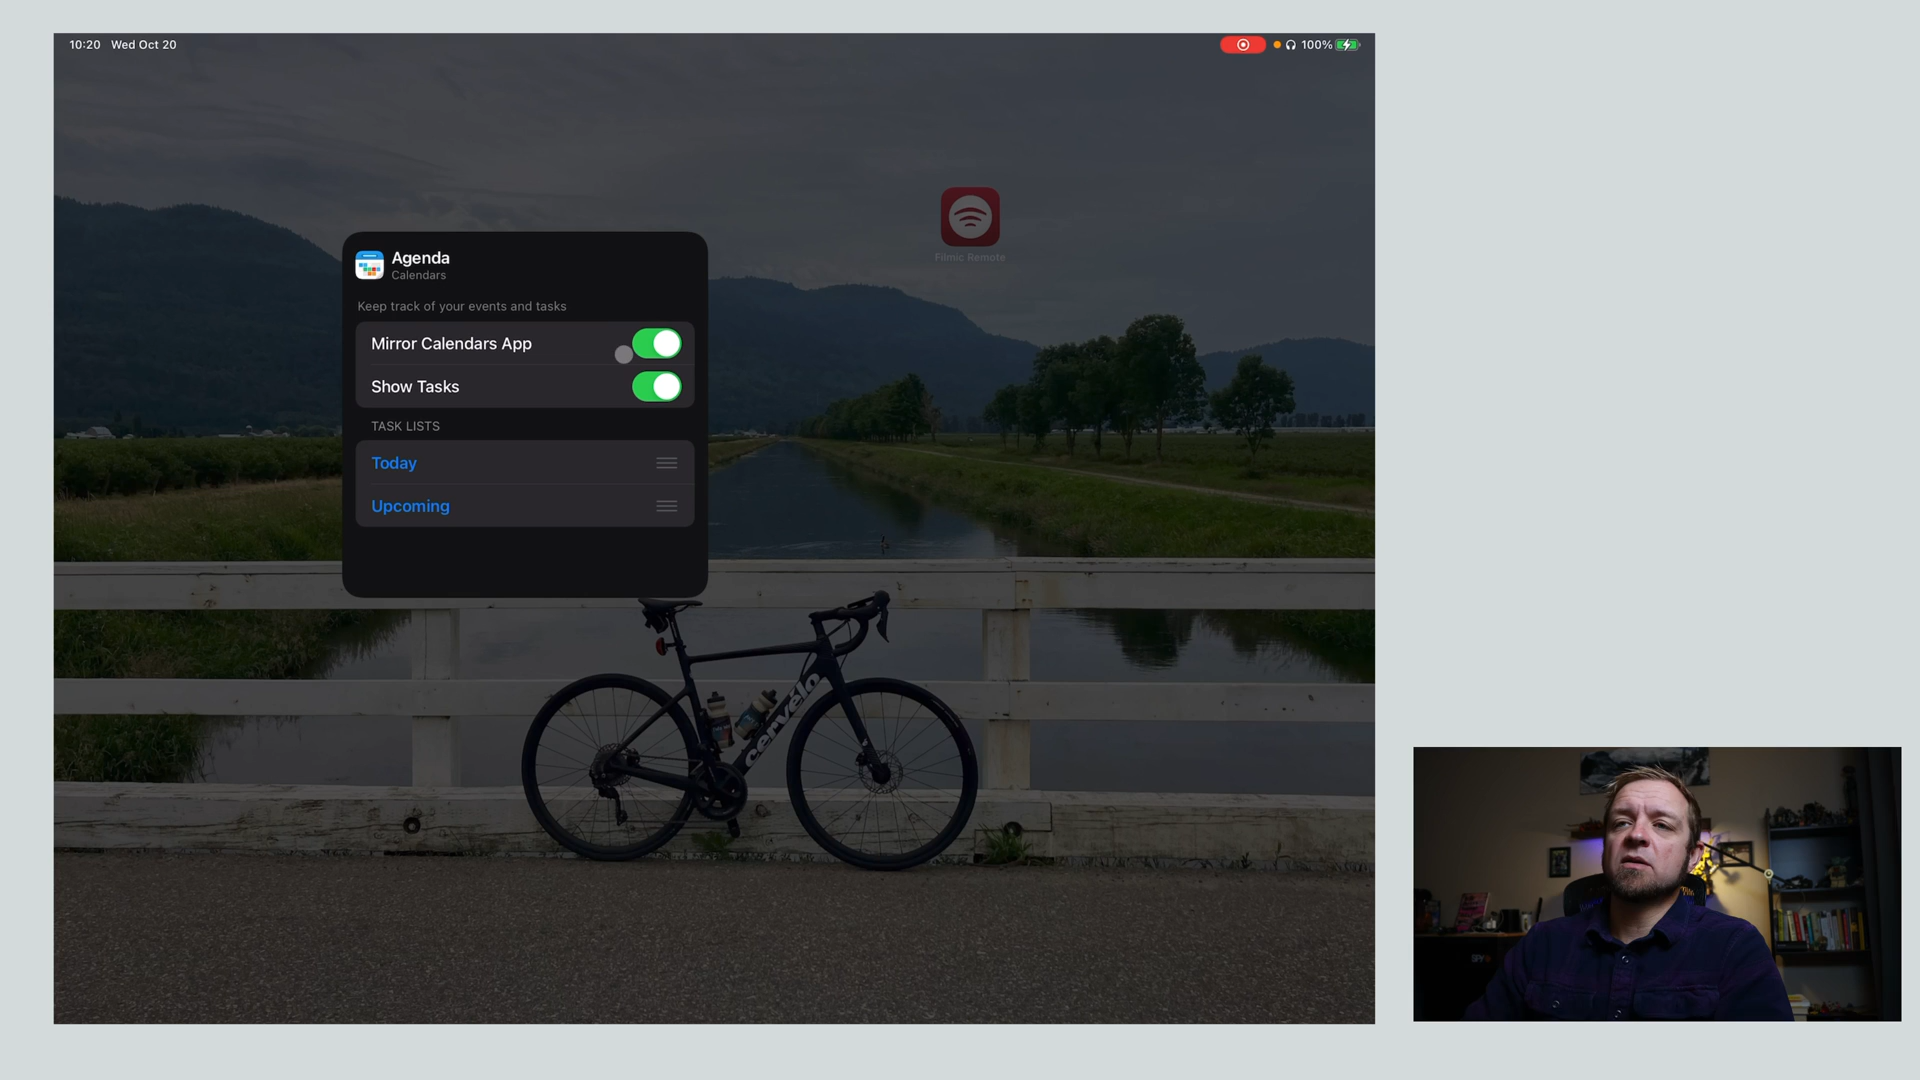 10:20 Wed Oct 20
100%
Filmic Remote
Agenda
Calendars
Keep track of your events and tasks
Mirror Calendars App
Show Tasks
TASK LISTS
Today
Upcoming
cervélo
SPY